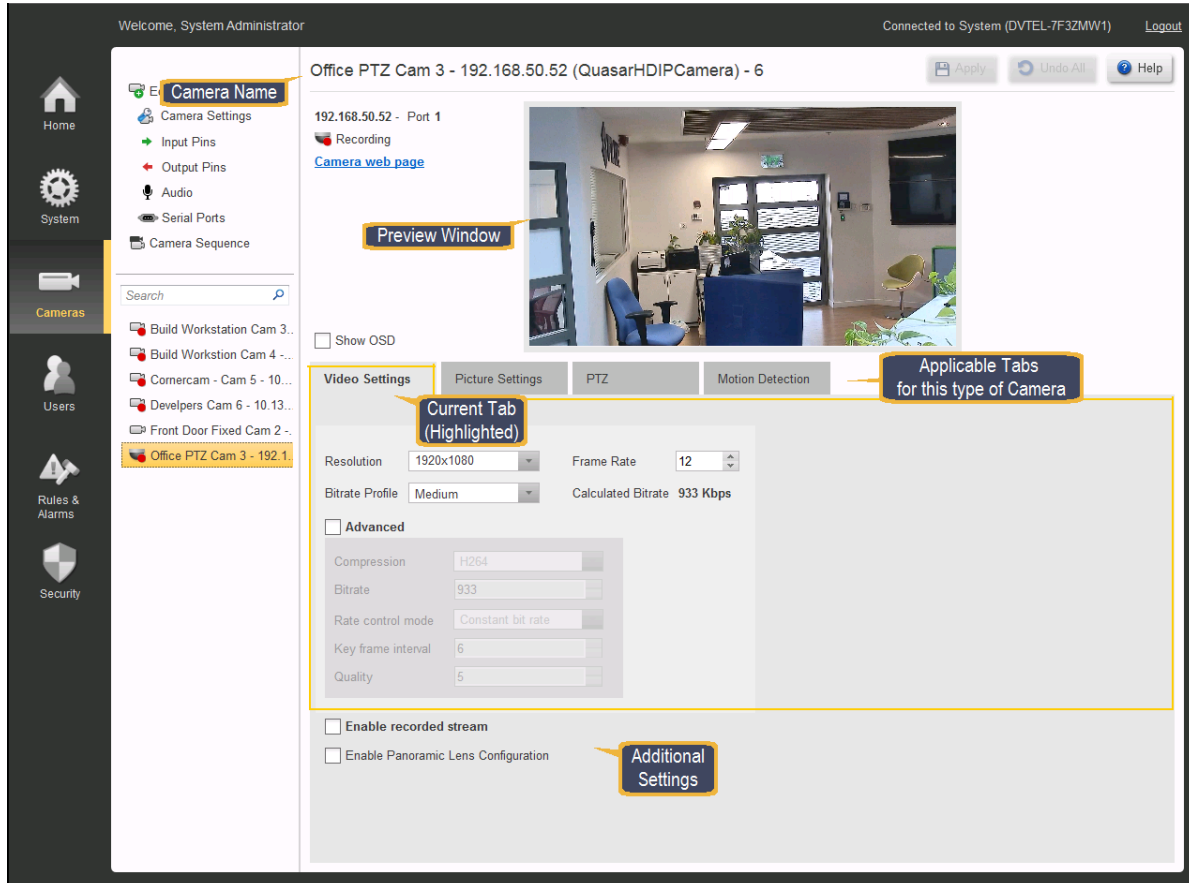 Welcome, System Administrator
Connected to System (DVTEL-7F3ZMW1)
Logout
Home
System
Cameras
Users
Rules &
Alarms
Security
Camera Name
Camera Settings
Input Pins
Output Pins
Audio
Serial Ports
Camera Sequence
Search
Build Workstation Cam 3..
Build Workstion Cam 4 -...
Cornercam - Cam 5 - 10...
Develpers Cam 6 - 10.13...
Front Door Fixed Cam 2 -.
Office PTZ Cam 3 - 192.1.
Office PTZ Cam 3 - 192.168.50.52 (QuasarHDIPCamera) - 6
Apply
Undo All
Help
192.168.50.52 - Port 1
Recording
Camera web page
Preview Window
Show OSD
Video Settings
Picture Settings
PTZ
Motion Detection
Applicable Tabs
for this type of Camera
Current Tab
(Highlighted)
Resolution 1920x1080 Frame Rate 12
Bitrate Profile Medium Calculated Bitrate 933 Kbps
Advanced
Compression H264
Bitrate 933
Rate control mode Constant bit rate
Key frame interval 6
Quality 5
Enable recorded stream
Enable Panoramic Lens Configuration
Additional
Settings